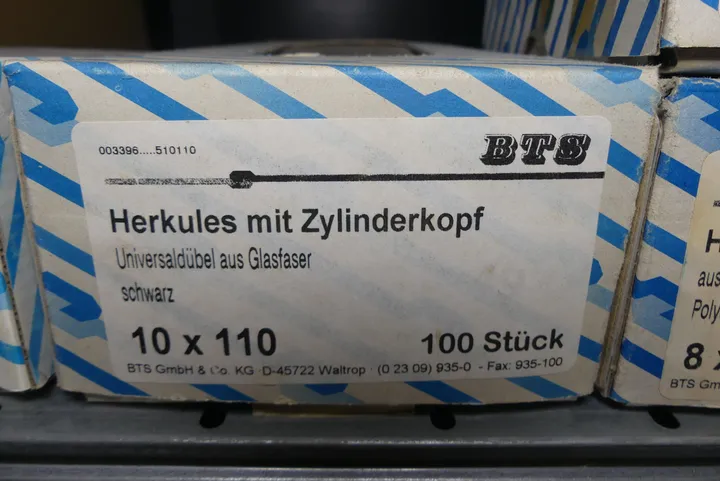 003396.....510110
BTS
Herkules mit Zylinderkopf
Universaldübel aus Glasfaser
schwarz
10 x 110
100 Stück
BTS GmbH & Co. KG · D-45722 Waltrop · (0 23 09) 935-0 - Fax: 935-100
H
aus
Poly
8 x
BTS Gm